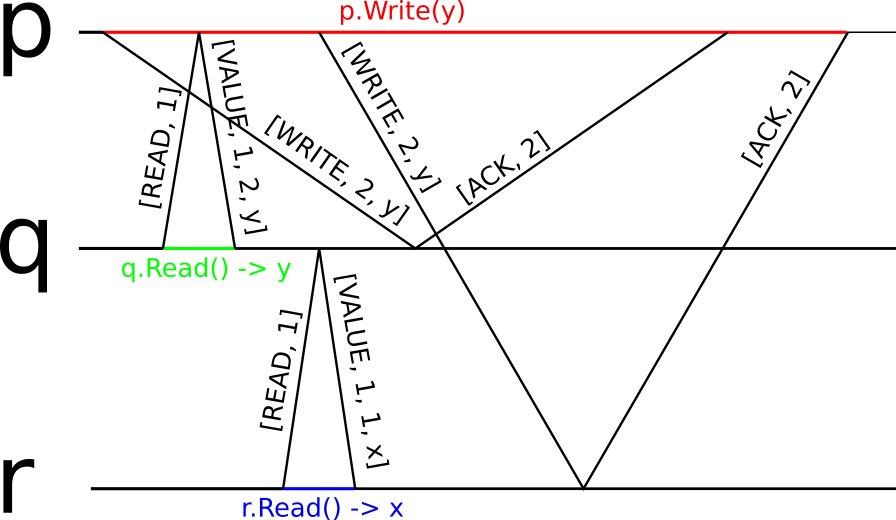 p
p.Write(y)
[READ, 1]
[VALUE, 1, 2, y]
[WRITE, 2, y]
[WRITE, 2, y]
[ACK, 2]
[ACK, 2]
q
q.Read() -> y
[READ, 1]
[VALUE, 1, 1, x]
r
r.Read() -> x